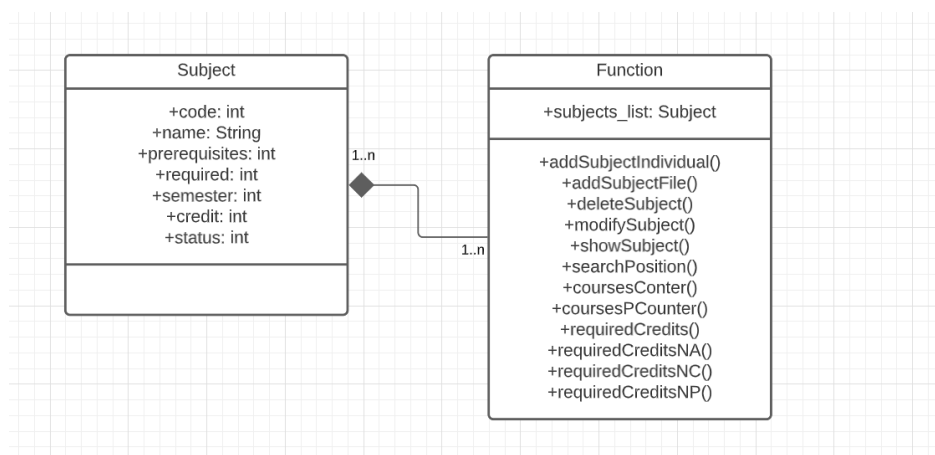 Subject
+code: int
+name: String
+prerequisites: int
+required: int
+semester: int
+credit: int
+status: int
1..n
1..n
Function
+subjects_list: Subject
+addSubjectIndividual()
+addSubjectFile()
+deleteSubject()
+modifySubject()
+showSubject()
+searchPosition()
+coursesConter()
+coursesPCounter()
+requiredCredits()
+requiredCreditsNA()
+requiredCreditsNC()
+requiredCreditsNP()